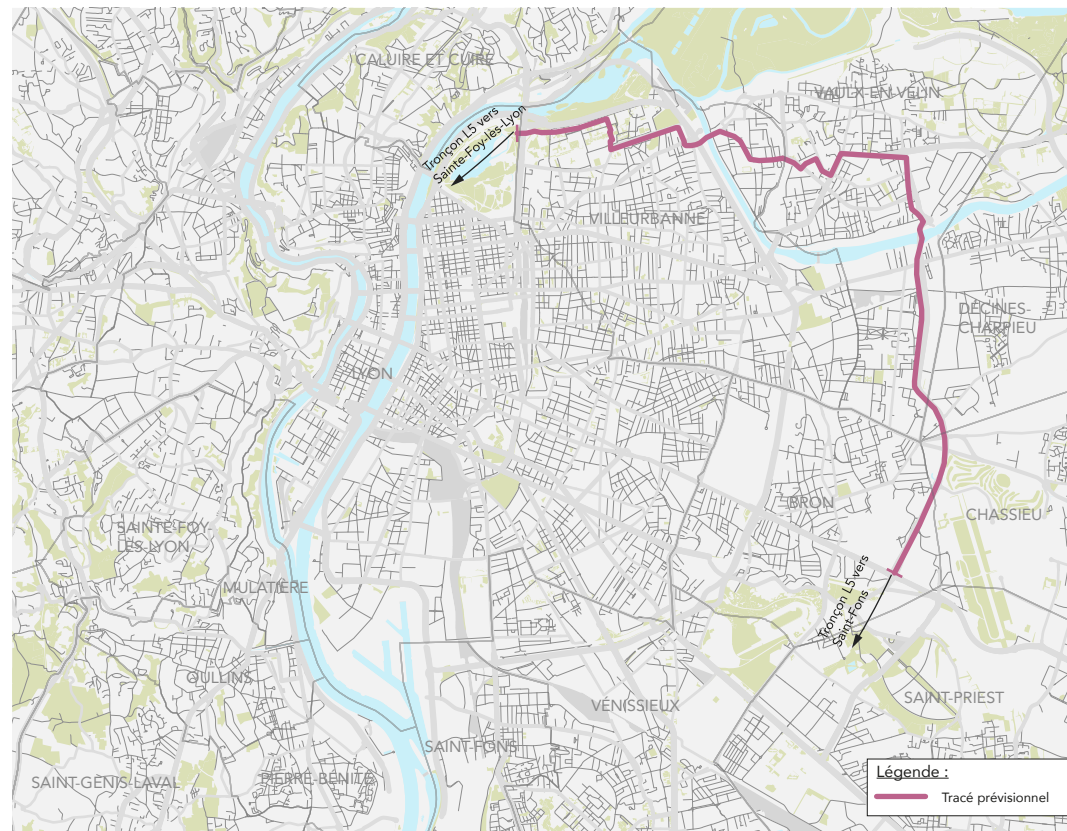 CALUIRE ET CUIRE
VAULX-EN-VELIN
Tronçon L5 vers
Sainte-Foy-lès-Lyon
VILLEURBANNE
DÉCINES-
CHARPIEU
LYON
BRON
CHASSIEU
SAINTE-FOY-
LÈS-LYON
Tronçon L5 vers
Saint-Fons
MULATIÈRE
OULLINS
SAINT-PRIEST
VÉNISSIEUX
SAINT-FONS
SAINT-GENIS-LAVAL
PIERRE-BÉNITE
Légende :
Tracé prévisionnel